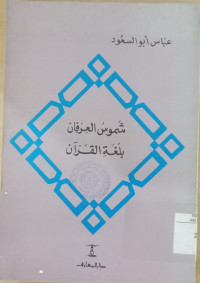 عباس أبو السعود
شموس العرفان
بلغة القرآن
دار المعارف